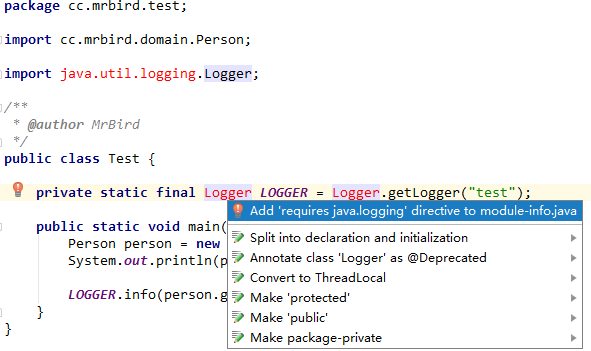 package cc.mrbird.test;
import cc.mrbird.domain.Person;
import java.util.logging.Logger;
/**
* @author MrBird
*/
public class Test {
private static final Logger LOGGER = Logger.getLogger("test");
Add 'requires java.logging' directive to module-info.java
public static void main(
Split into declaration and initialization
Person person = new
Annotate class 'Logger' as @Deprecated
System.out.println(p
Convert to ThreadLocal
LOGGER.info(person.g
Make 'protected'
}
Make 'public'
}
Make package-private